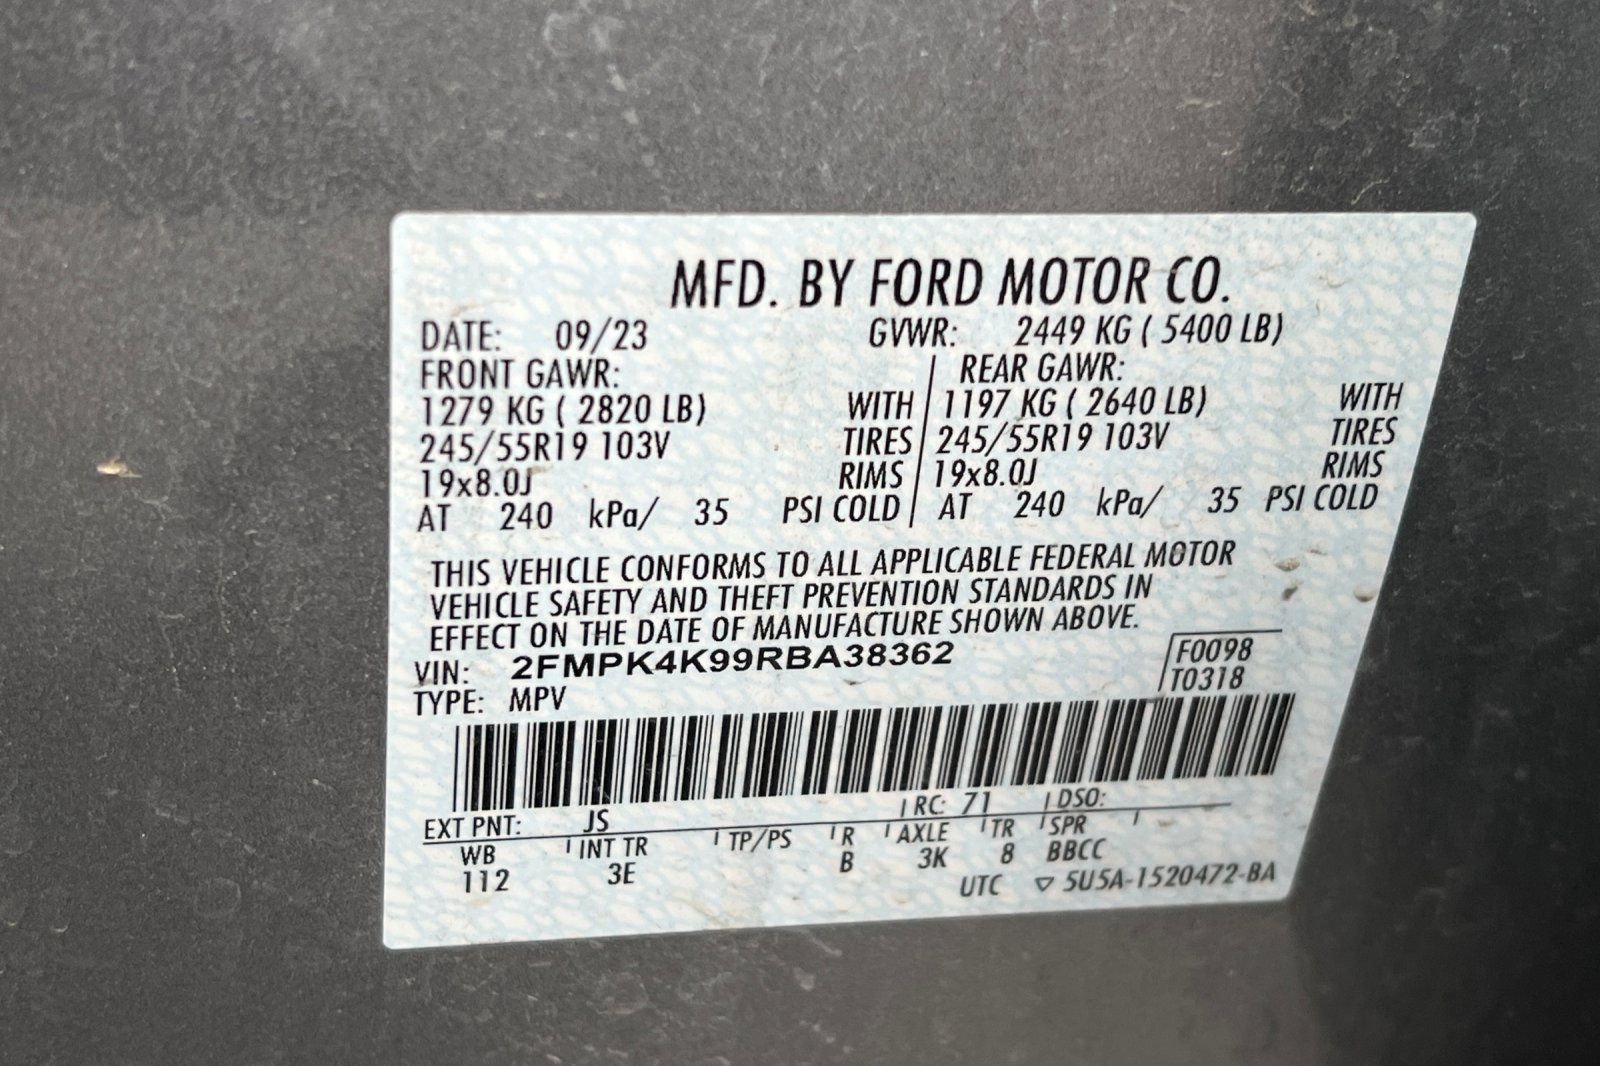 MFD. BY FORD MOTOR CO.
DATE: 09/23 GVWR: 2449 KG ( 5400 LB)
FRONT GAWR: REAR GAWR:
1279 KG ( 2820 LB) WITH 1197 KG ( 2640 LB) WITH
245/55R19 103V TIRES 245/55R19 103V TIRES
19x8.0J RIMS 19x8.0J RIMS
AT 240 kPa/ 35 PSI COLD AT 240 kPa/ 35 PSI COLD
THIS VEHICLE CONFORMS TO ALL APPLICABLE FEDERAL MOTOR
VEHICLE SAFETY AND THEFT PREVENTION STANDARDS IN
EFFECT ON THE DATE OF MANUFACTURE SHOWN ABOVE.
VIN: 2FMPK4K99RBA38362 F0098
TYPE: MPV T0318
EXT PNT: JS RC: 71 DSO:
WB INT TR TP/PS R AXLE TR SPR
112 3E B 3K 8 BBCC
UTC ▽ 5U5A-1520472-BA